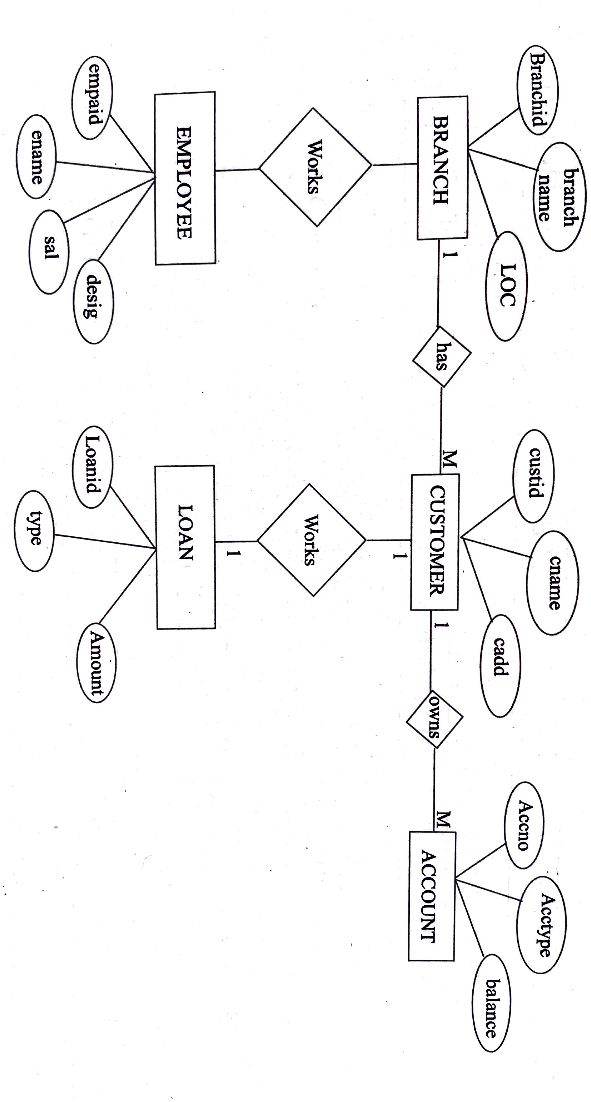 Branchid
branch
name
LOC
custid
cname
cadd
Accno
Acctype
balance
BRANCH
1
has
M
CUSTOMER
1
owns
M
ACCOUNT
1
Works
Works
1
EMPLOYEE
LOAN
empaid
ename
sal
desig
Loanid
type
Amount